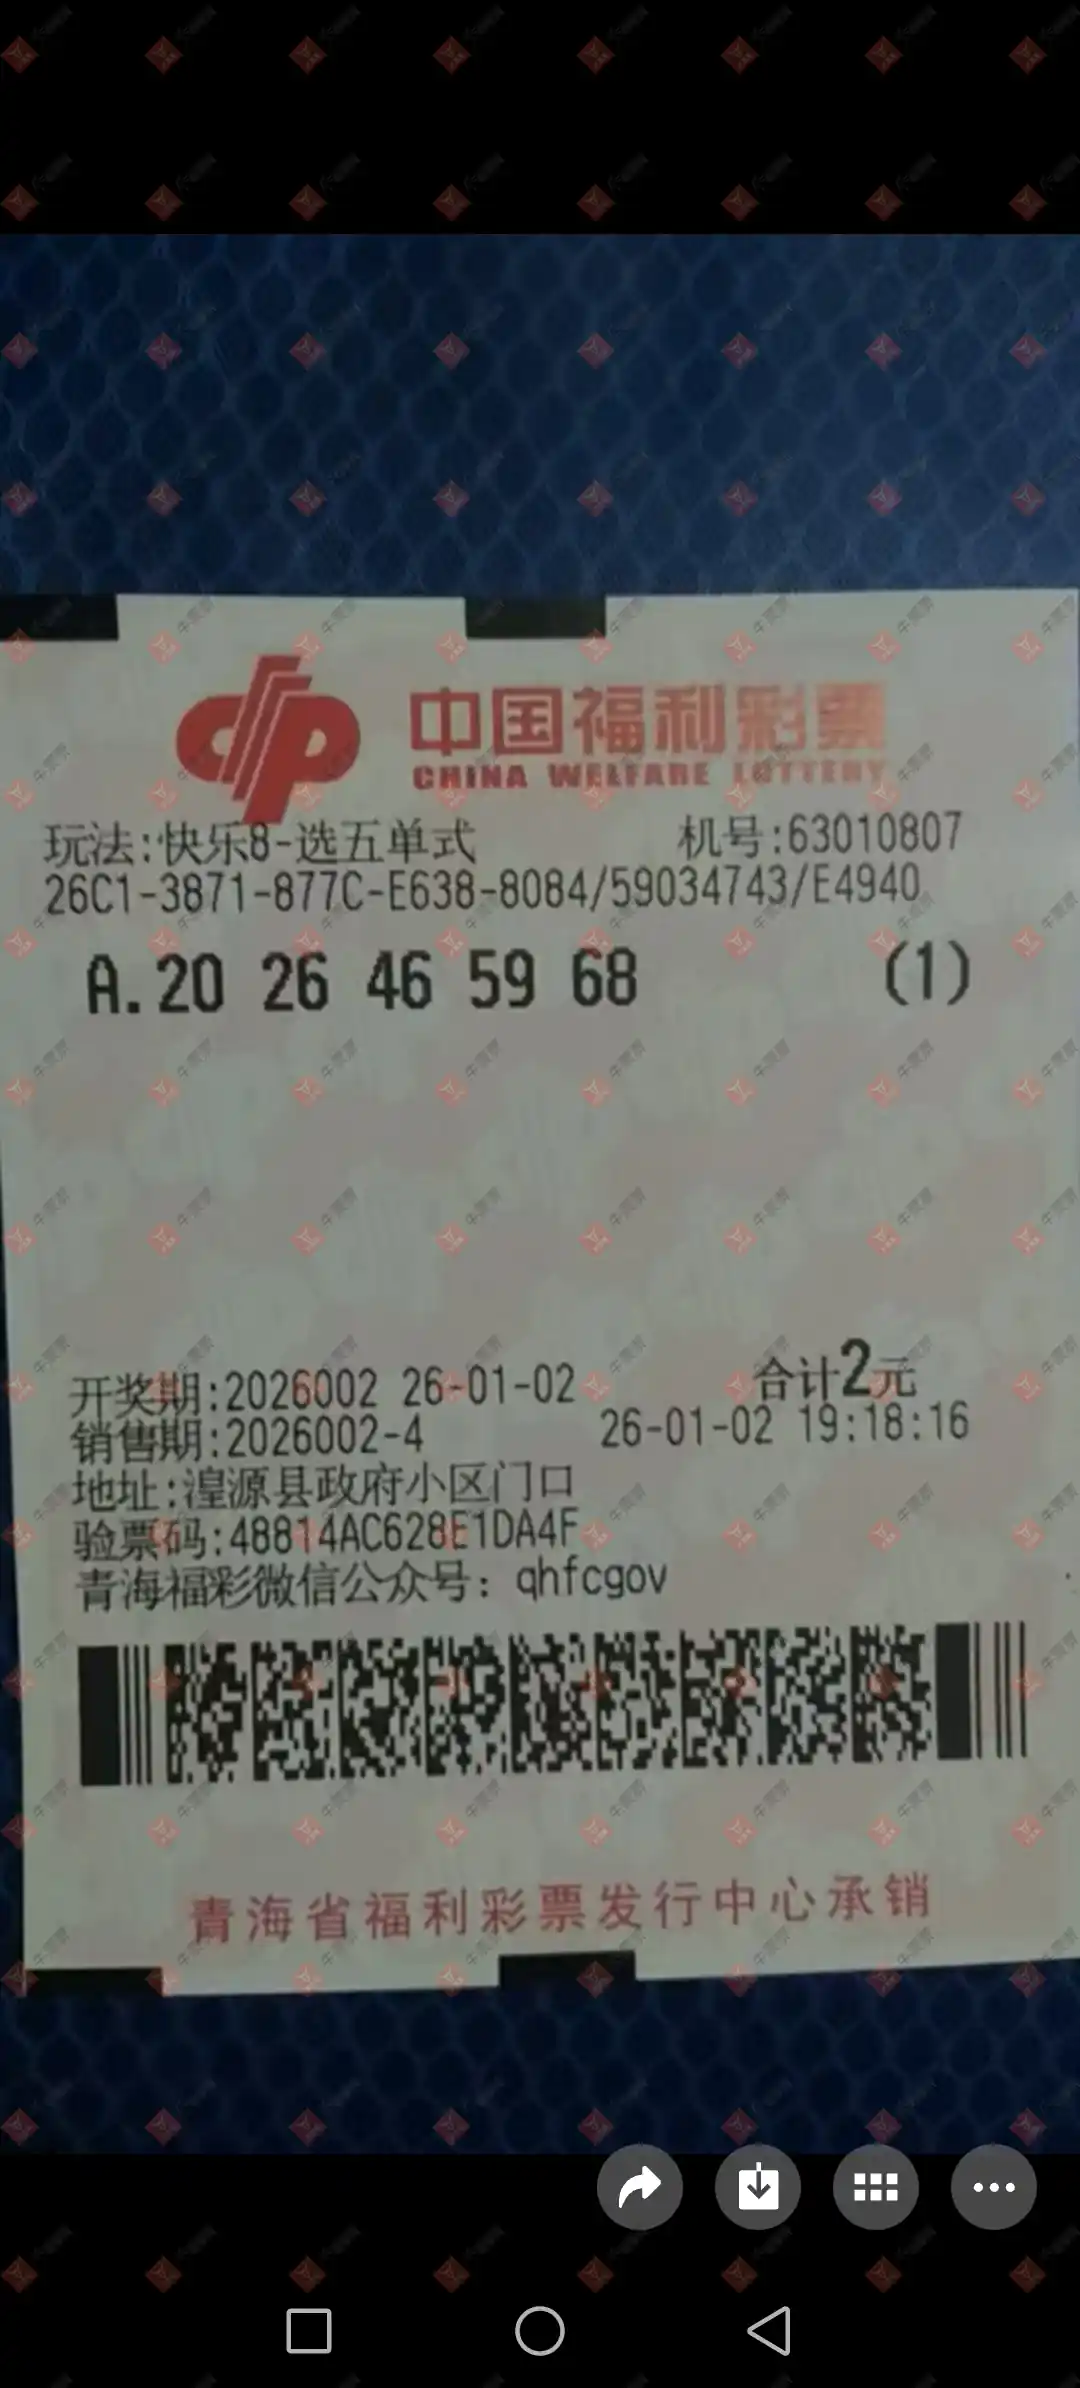 中国福利彩票
CHINA WELFARE LOTTERY
玩法:快乐8-选五单式 机号:63010807
26C1-3871-877C-E638-8084/59034743/E4940
A.20 26 46 59 68 (1)
开奖期:2026002 26-01-02 合计2元
销售期:2026002-4 26-01-02 19:18:16
地址:湟源县政府小区门口
验票码:48814AC628E1DA4F
青海福彩微信公众号: qhfcgov
青海省福利彩票发行中心承销